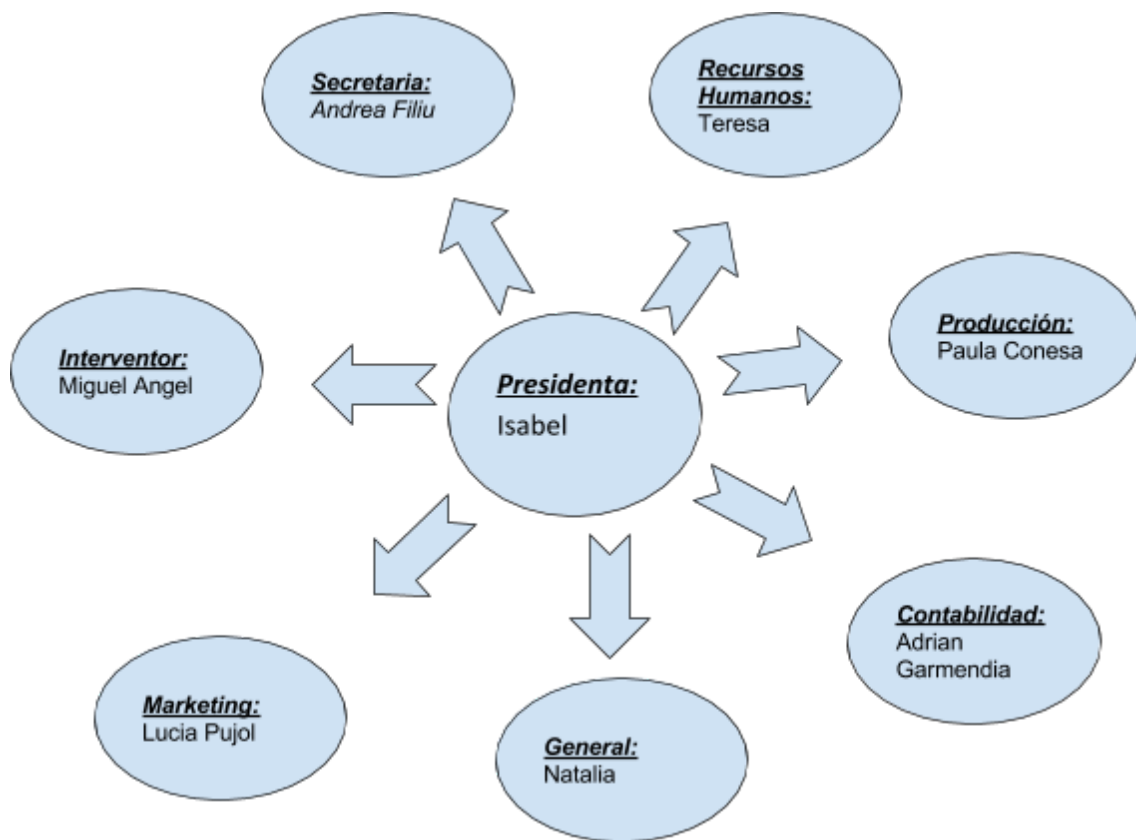 Secretaria:
Andrea Filiu
Recursos
Humanos:
Teresa
Interventor:
Miguel Angel
Presidenta:
Isabel
Producción:
Paula Conesa
Marketing:
Lucia Pujol
General:
Natalia
Contabilidad:
Adrian
Garmendia